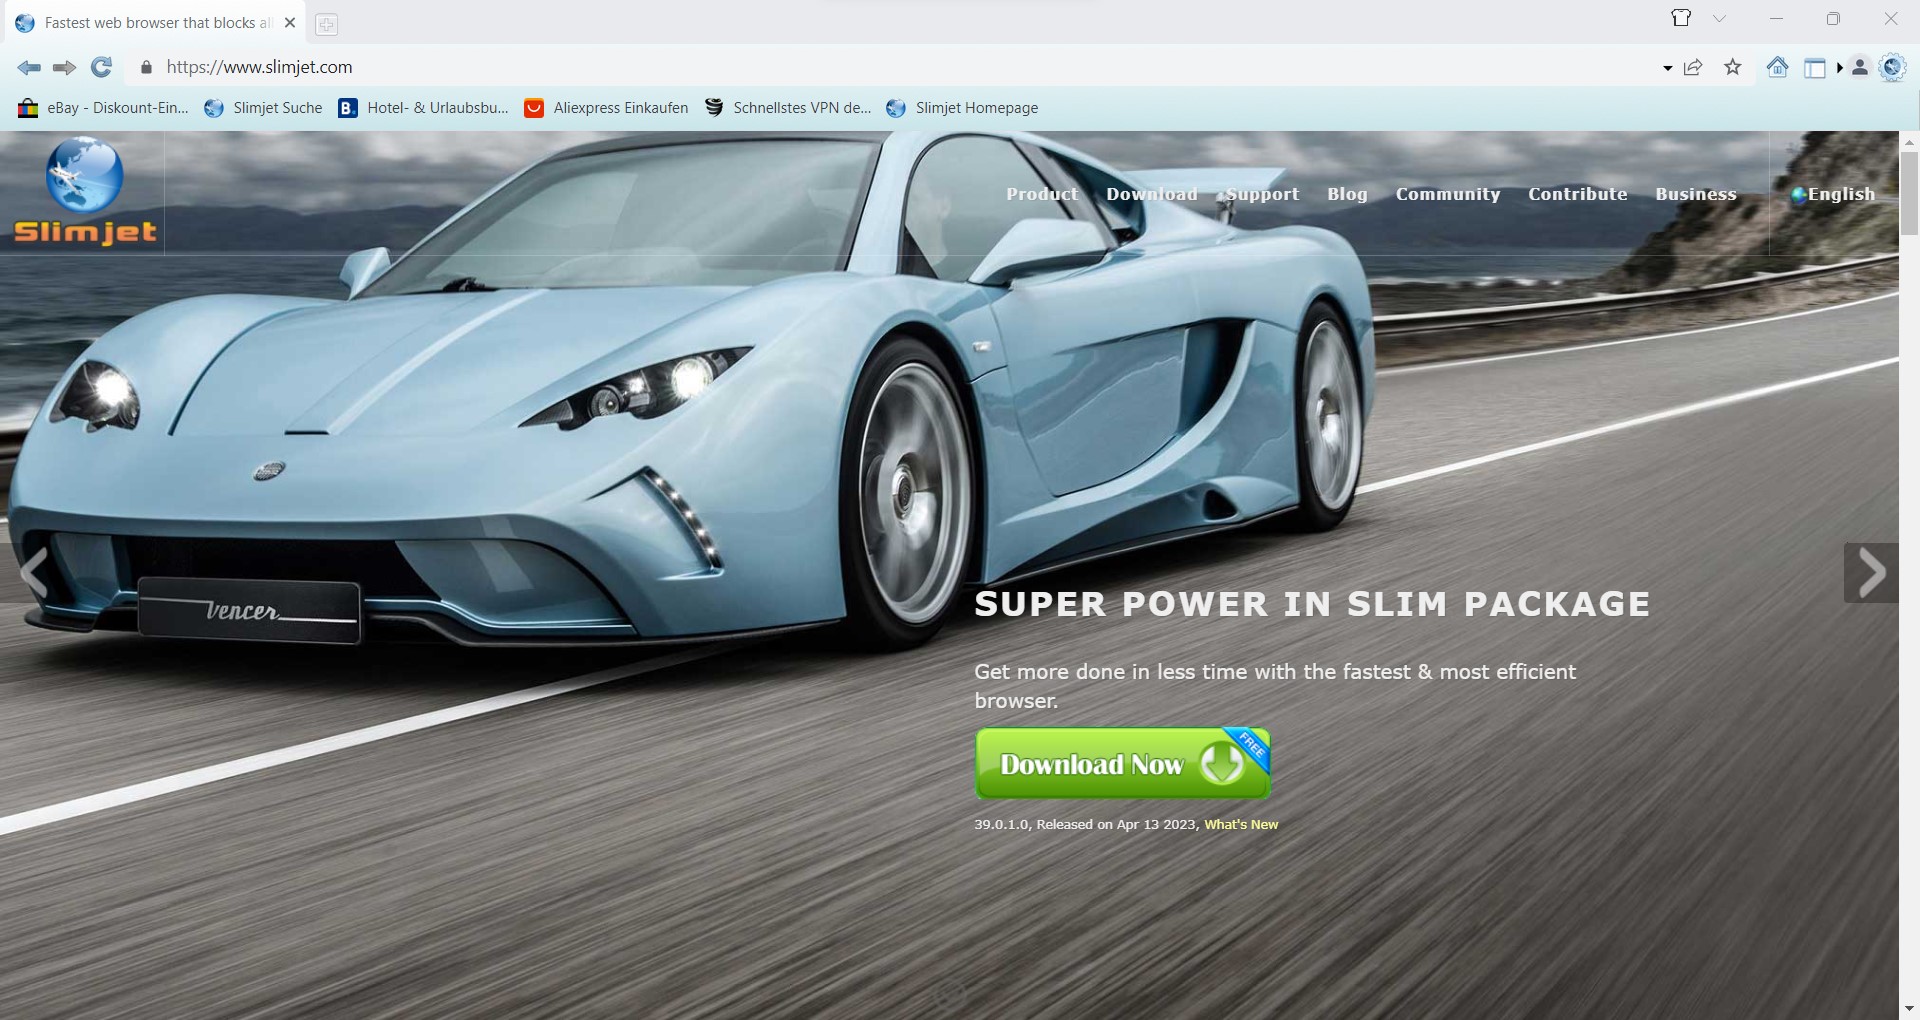 Fastest web browser that blocks al
https://www.slimjet.com
eBay - Diskount-Ein...
Slimjet Suche
B.
Hotel- & Urlaubsbu...
Aliexpress Einkaufen
Schnellstes VPN de...
Slimjet Homepage
Slimjet
Product
Download
Support
Blog
Community
Contribute
Business
English
Vencer
SUPER POWER IN SLIM PACKAGE
Get more done in less time with the fastest & most efficient
browser.
Download Now
FREE
39.0.1.0, Released on Apr 13 2023, What's New